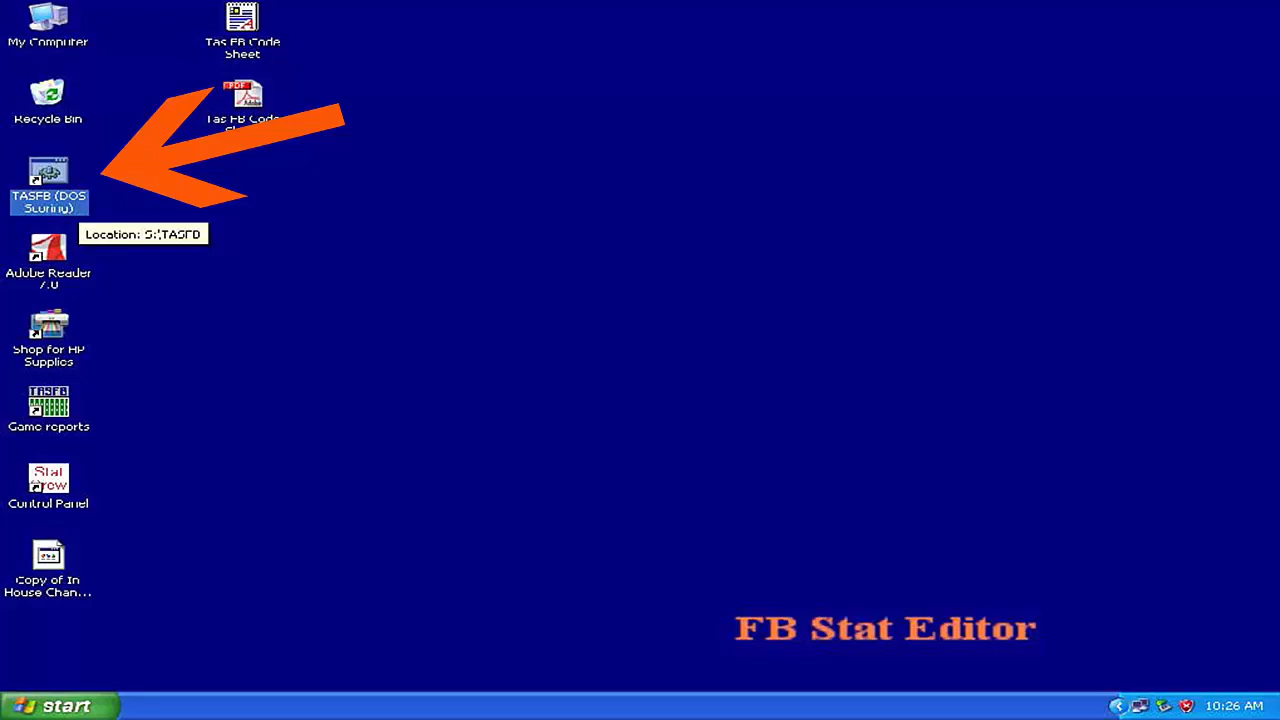 My Computer
Tas FB Code
Sheet
Recycle Bin
PDF
Adobe
Tas FB Code
TASFB (DOS
Scoring)
Location: S:\TASFB
Adobe Reader
7.0
Shop for HP
Supplies
TASFB
Game reports
Stat
Crew
Control Panel
Copy of In
House Chan...
FB Stat Editor
start
10:26 AM